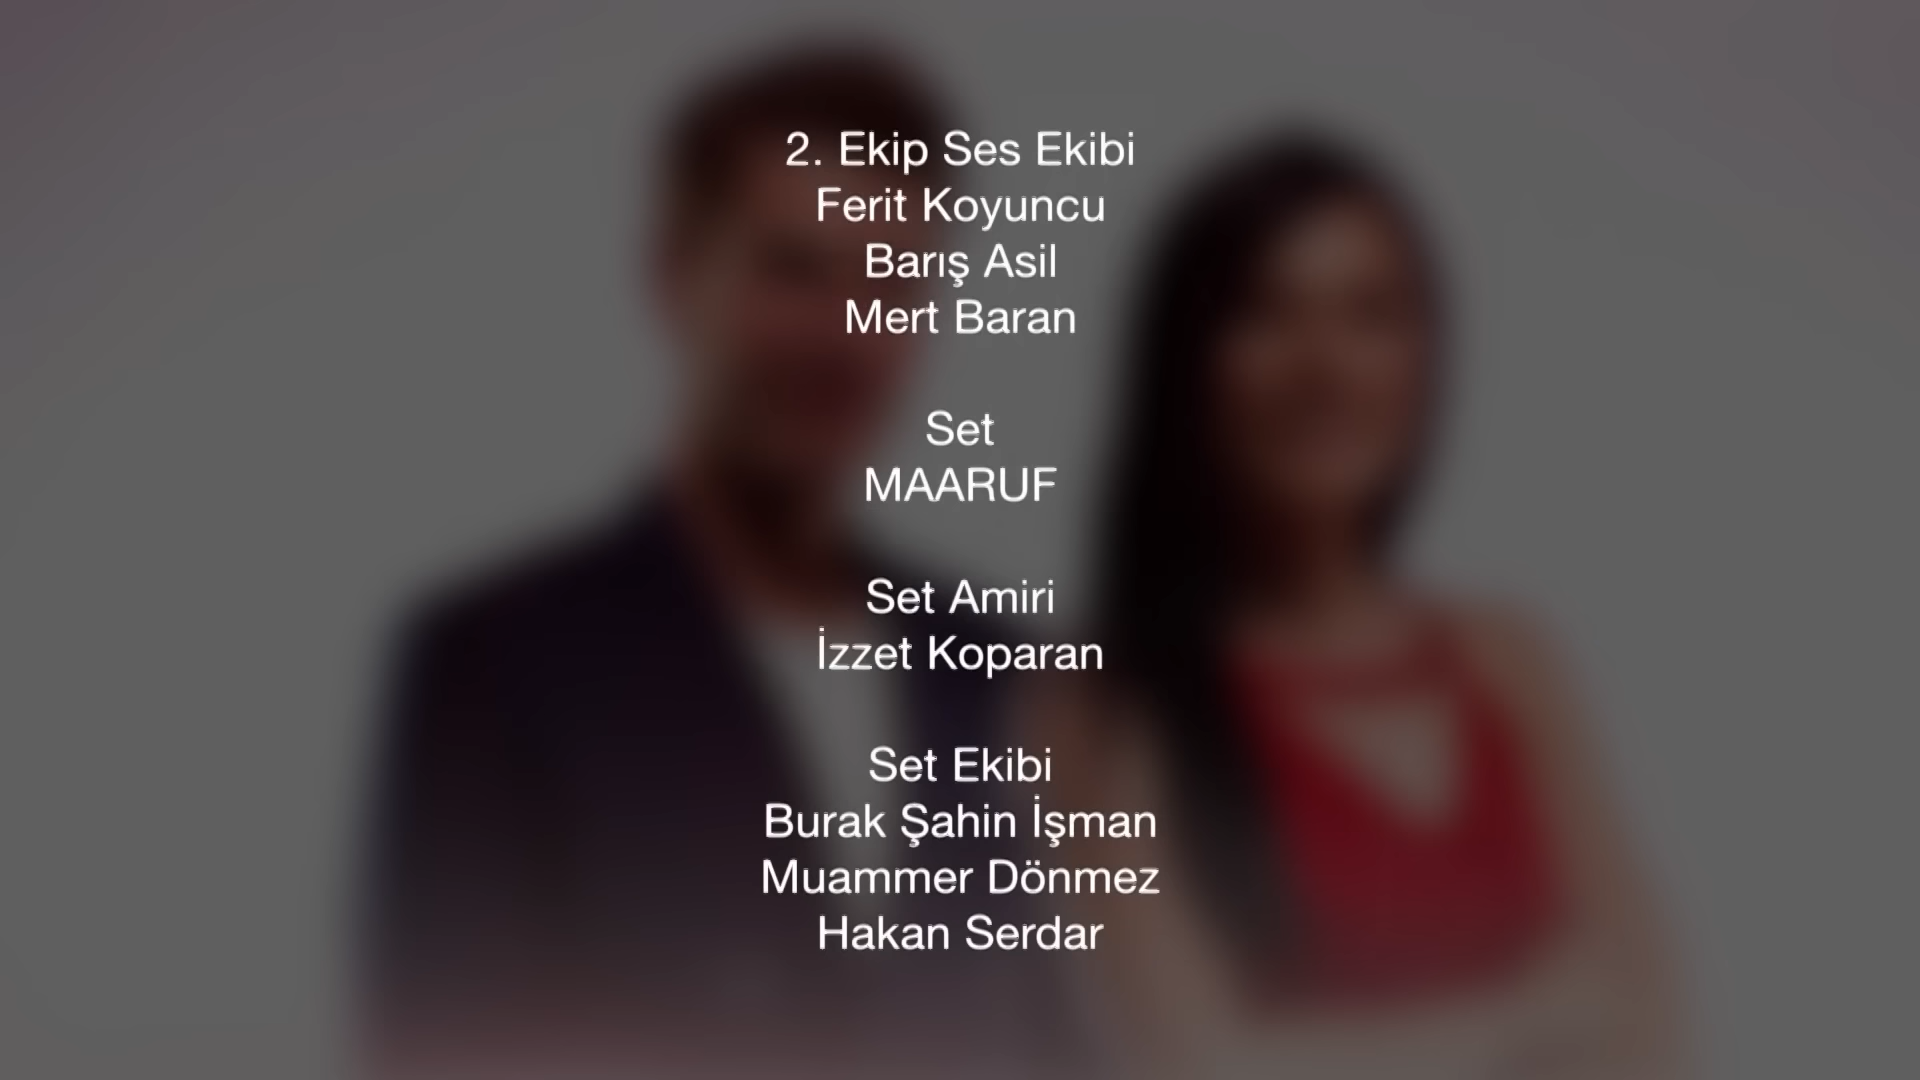 2. Ekip Ses Ekibi
Ferit Koyuncu
Barış Asil
Mert Baran
Set
MAARUF
Set Amiri
İzzet Koparan
Set Ekibi
Burak Şahin İşman
Muammer Dönmez
Hakan Serdar